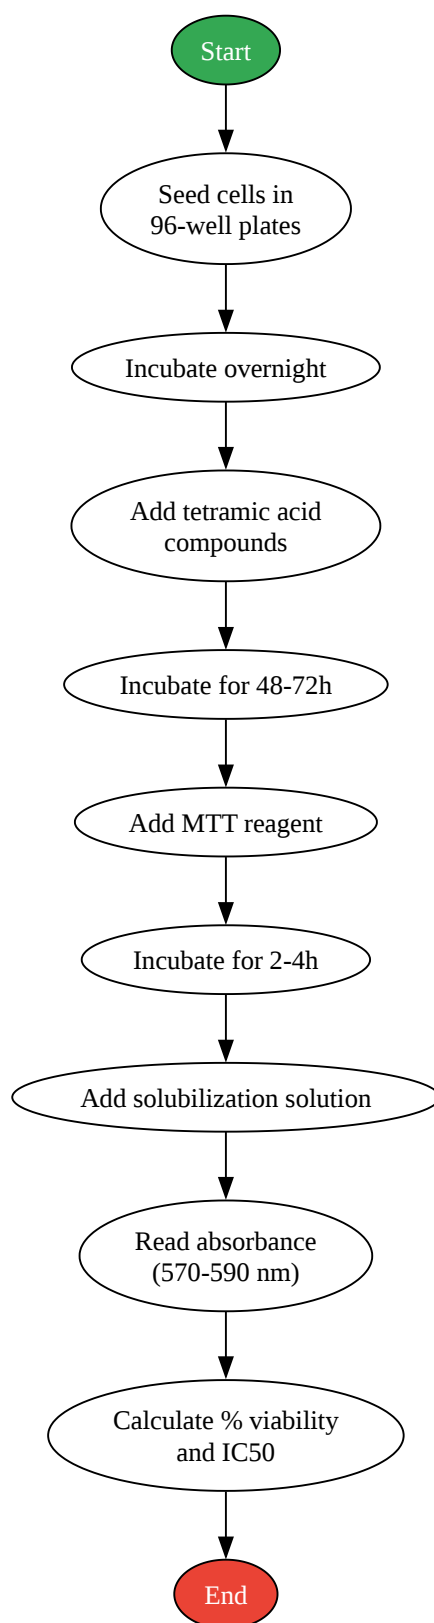 Start
Seed cells in
96-well plates
Incubate overnight
Add tetramic acid
compounds
Incubate for 48-72h
Add MTT reagent
Incubate for 2-4h
Add solubilization solution
Read absorbance
(570-590 nm)
Calculate % viability
and IC50
End